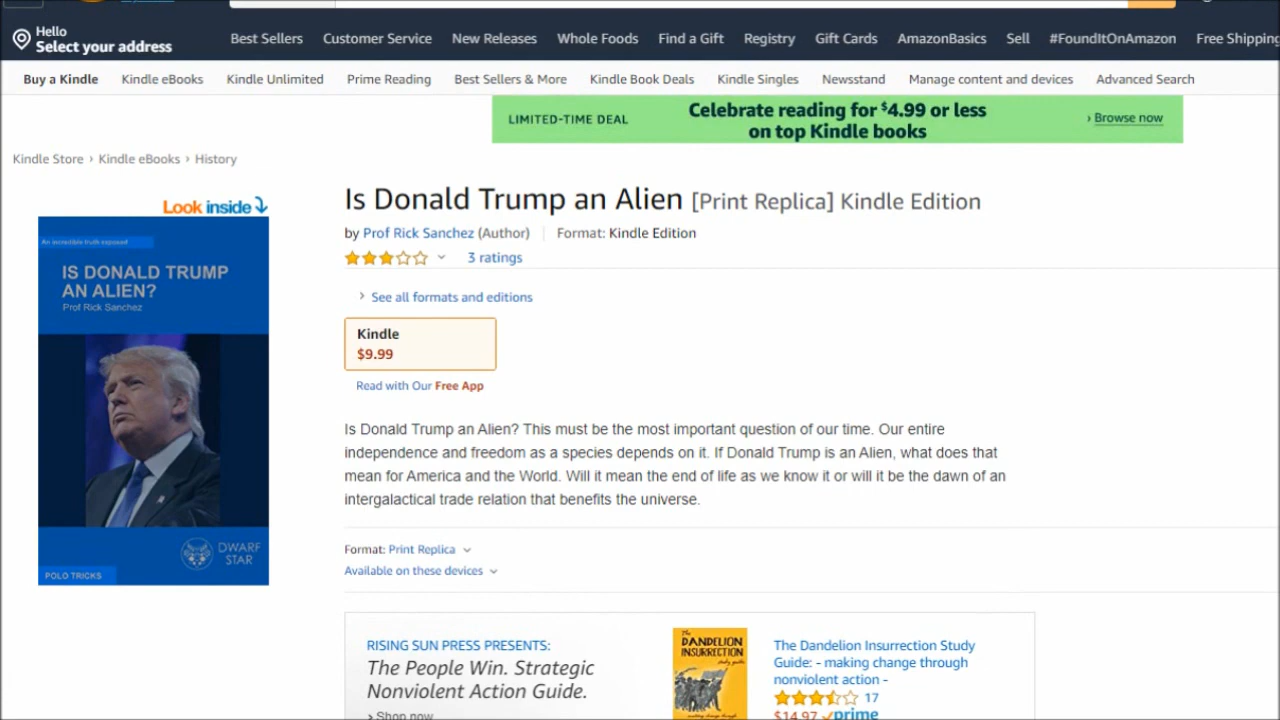 Hello
Select your address
Best Sellers Customer Service New Releases Whole Foods Find a Gift Registry Gift Cards AmazonBasics Sell #FoundItOnAmazon Free Shipping
Buy a Kindle Kindle eBooks Kindle Unlimited Prime Reading Best Sellers & More Kindle Book Deals Kindle Singles Newsstand Manage content and devices Advanced Search
LIMITED-TIME DEAL
Celebrate reading for $4.99 or less
on top Kindle books
› Browse now
Kindle Store › Kindle eBooks › History
Look inside
An incredible truth exposed
IS DONALD TRUMP
AN ALIEN?
Prof Rick Sanchez
DWARF
STAR
POLO TRICKS
Is Donald Trump an Alien [Print Replica] Kindle Edition
by Prof Rick Sanchez (Author) Format: Kindle Edition
3 ratings
See all formats and editions
Kindle
$9.99
Read with Our Free App
Is Donald Trump an Alien? This must be the most important question of our time. Our entire
independence and freedom as a species depends on it. If Donald Trump is an Alien, what does that
mean for America and the World. Will it mean the end of life as we know it or will it be the dawn of an
intergalactical trade relation that benefits the universe.
Format: Print Replica
Available on these devices
RISING SUN PRESS PRESENTS:
The People Win. Strategic
Nonviolent Action Guide.
› Shop now
The
DANDELION
INSURRECTION
study guide
The Dandelion Insurrection Study
Guide: - making change through
nonviolent action -
17
$14.97 prime